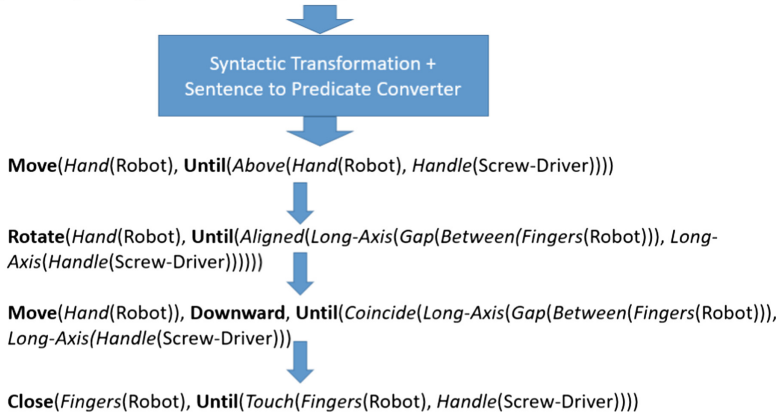 Syntactic Transformation +
Sentence to Predicate Converter
Move(Hand(Robot), Until(Above(Hand(Robot), Handle(Screw-Driver))))
Rotate(Hand(Robot), Until(Aligned(Long-Axis(Gap(Between(Fingers(Robot))), Long-
Axis(Handle(Screw-Driver))))))
Move(Hand(Robot)), Downward, Until(Coincide(Long-Axis(Gap(Between(Fingers(Robot))),
Long-Axis(Handle(Screw-Driver)))
Close(Fingers(Robot), Until(Touch(Fingers(Robot), Handle(Screw-Driver))))